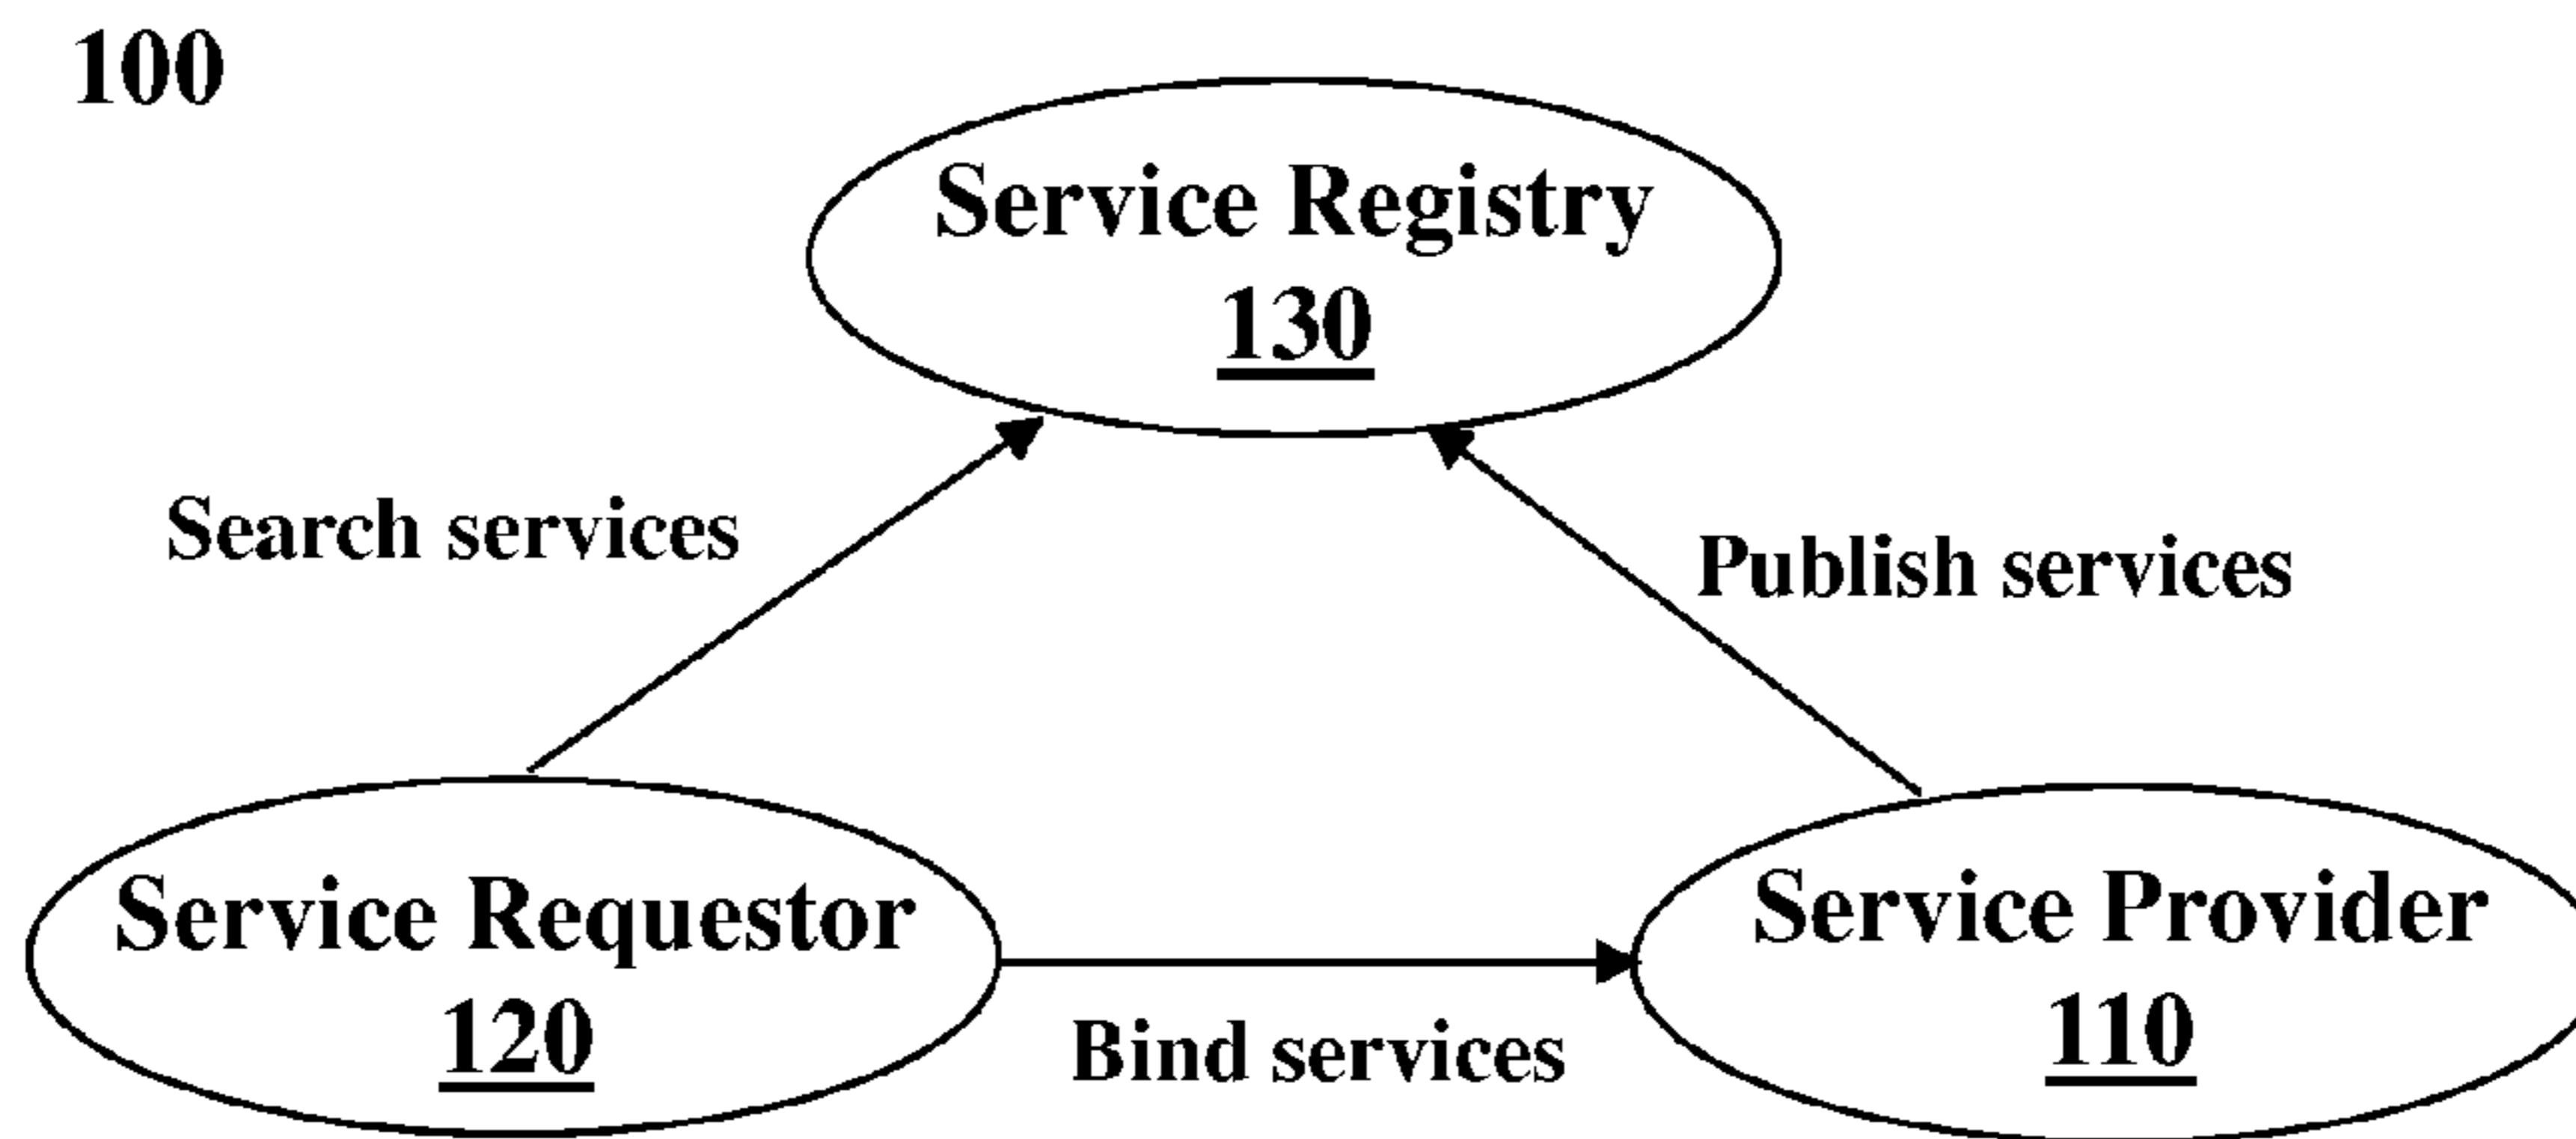 100
Service Registry
130
Search services
Publish services
Service Requestor
120
Bind services
Service Provider
110